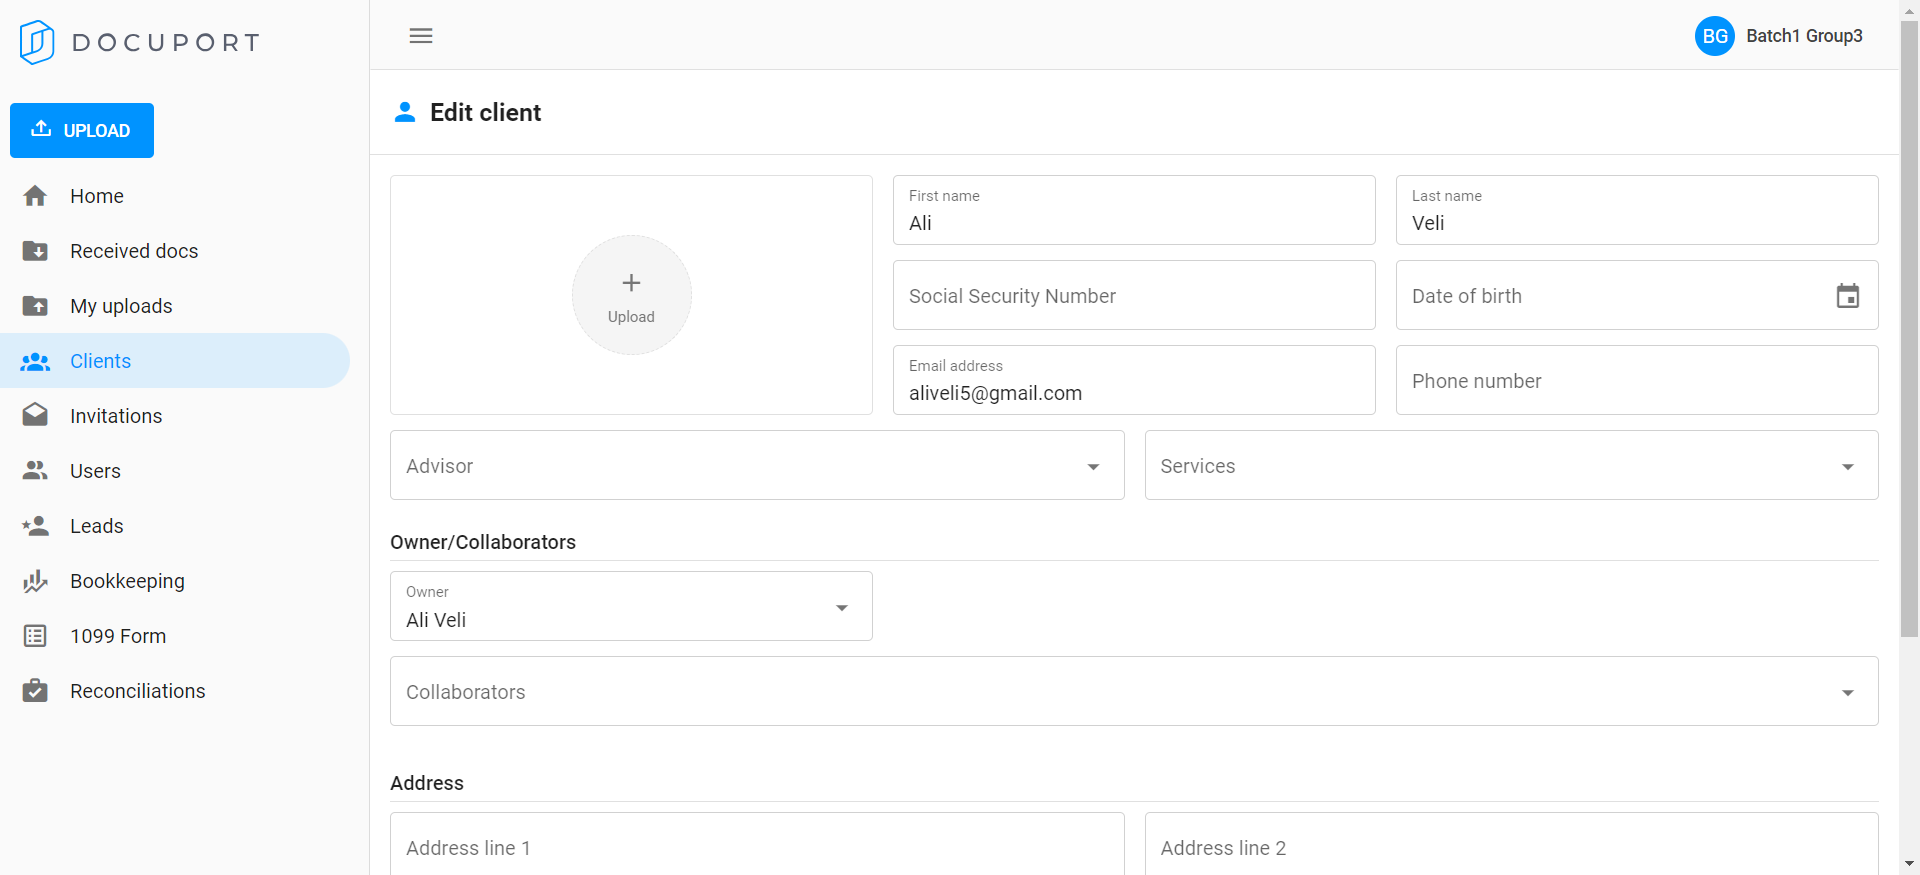 DOCUPORT
BG Batch1 Group3
UPLOAD
Home
Received docs
My uploads
Clients
Invitations
Users
Leads
Bookkeeping
1099 Form
Reconciliations
Edit client
Upload
First name
Ali
Last name
Veli
Social Security Number
Date of birth
Email address
aliveli5@gmail.com
Phone number
Advisor
Services
Owner/Collaborators
Owner
Ali Veli
Collaborators
Address
Address line 1
Address line 2